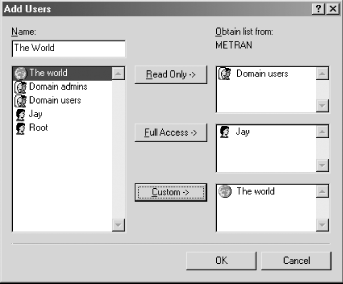 Add Users
Name:
The World
The world
Domain admins
Domain users
Jay
Root
Read Only ->
Full Access ->
Custom ->
Obtain list from:
METRAN
Domain users
Jay
The world
OK
Cancel